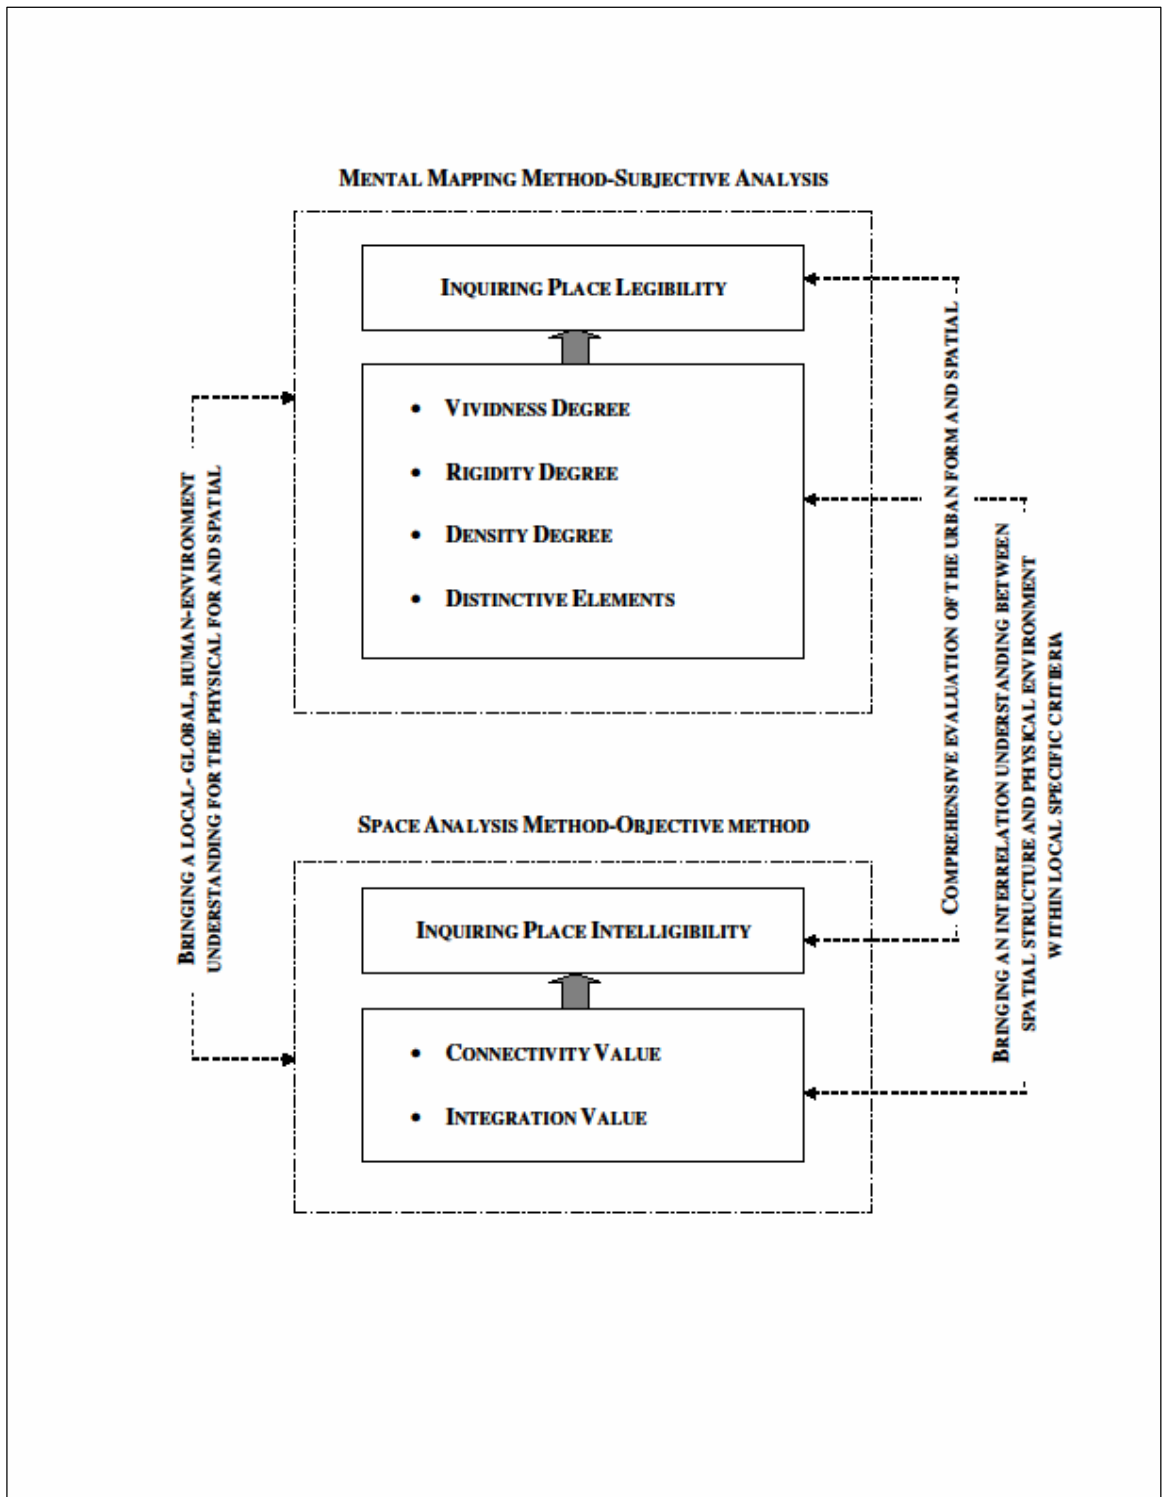 MENTAL MAPPING METHOD-SUBJECTIVE ANALYSIS
INQUIRING PLACE LEGIBILITY
• VIVIDNESS DEGREE
• RIGIDITY DEGREE
• DENSITY DEGREE
• DISTINCTIVE ELEMENTS
BRINGING A LOCAL- GLOBAL, HUMAN-ENVIRONMENT
UNDERSTANDING FOR THE PHYSICAL FOR AND SPATIAL
COMPREHENSIVE EVALUATION OF THE URBAN FORM AND SPATIAL
BRINGING AN INTERRELATION UNDERSTANDING BETWEEN
SPATIAL STRUCTURE AND PHYSICAL ENVIRONMENT
WITHIN LOCAL SPECIFIC CRITIERIA
SPACE ANALYSIS METHOD-OBJECTIVE METHOD
INQUIRING PLACE INTELLIGIBILITY
• CONNECTIVITY VALUE
• INTEGRATION VALUE